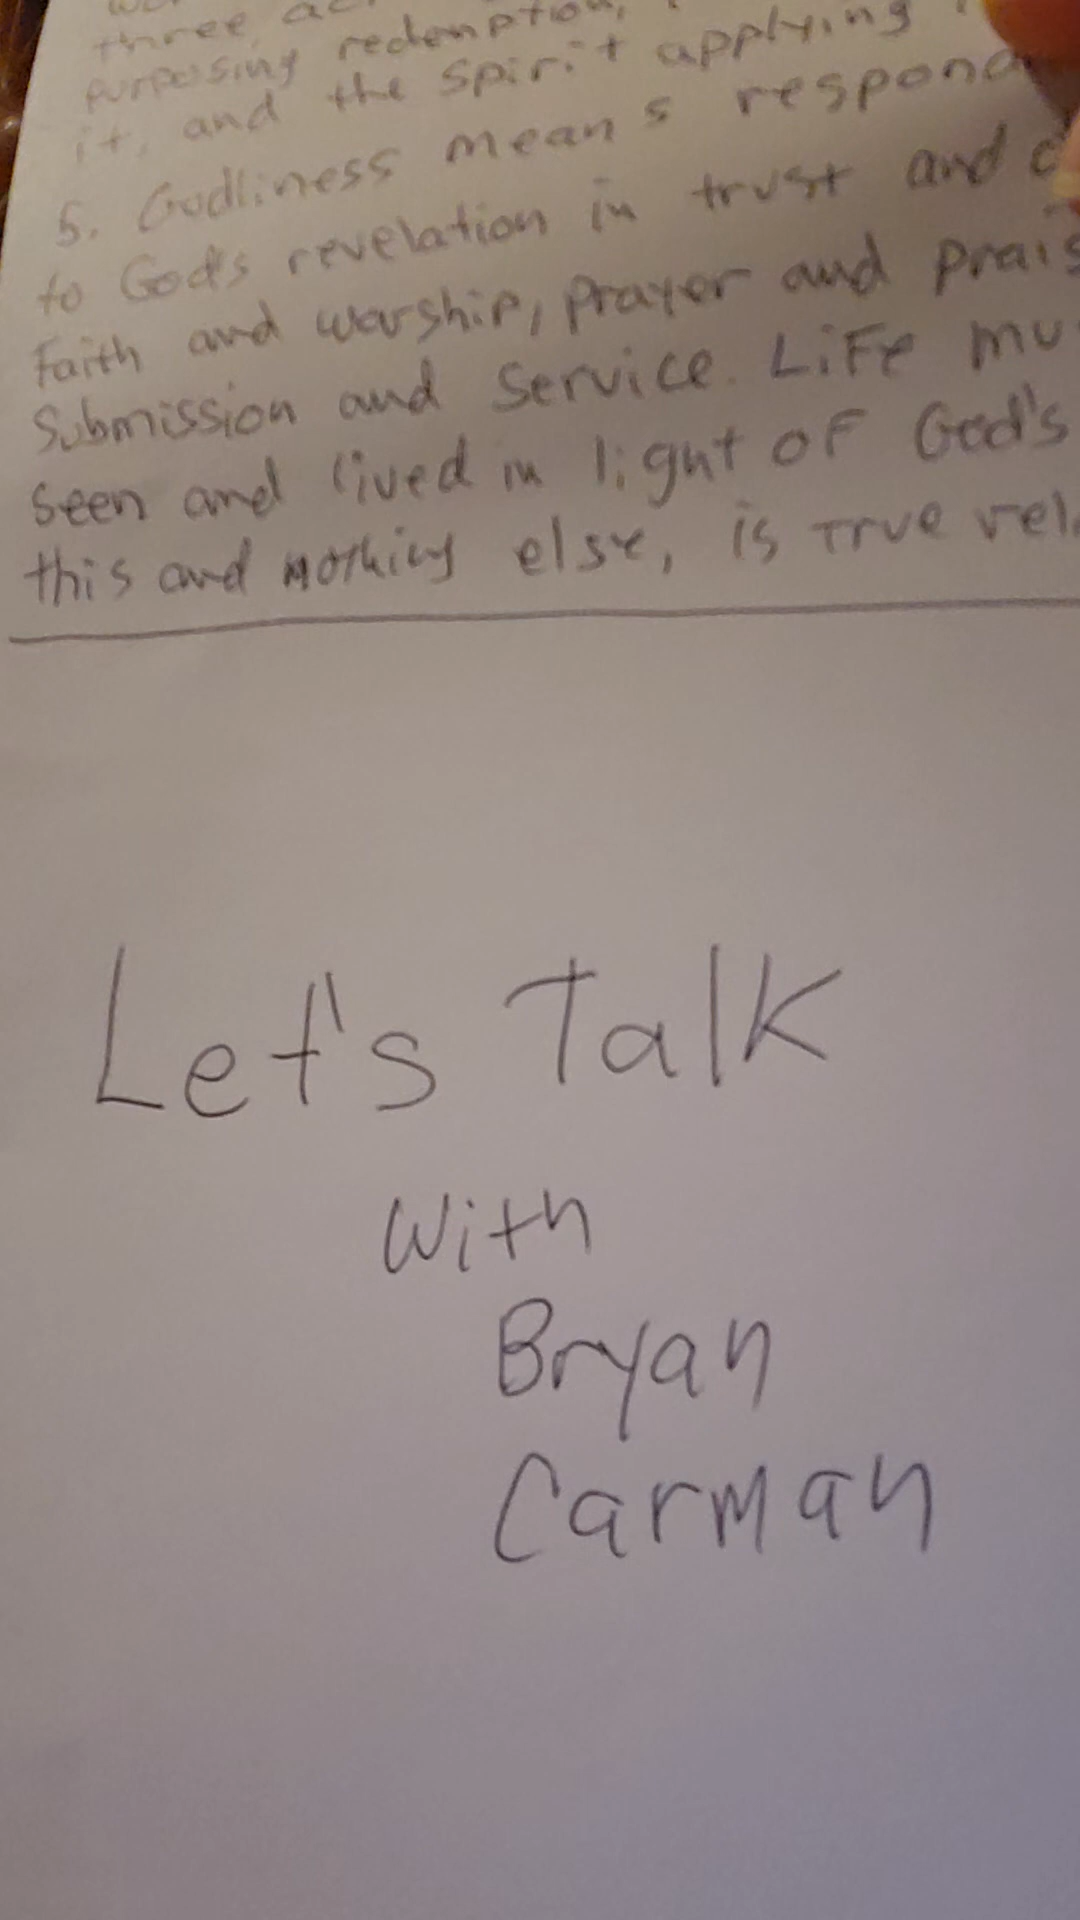 three
purposing redemption,
it, and the Spirit applying
5. Godliness means respond
to God's revelation in trust and
Faith and worship, prayer and prais
Submission and Service. Life mu
seen and lived in light of God's
this and nothing else, is true rel
Let's Talk
With
Bryan
Carman